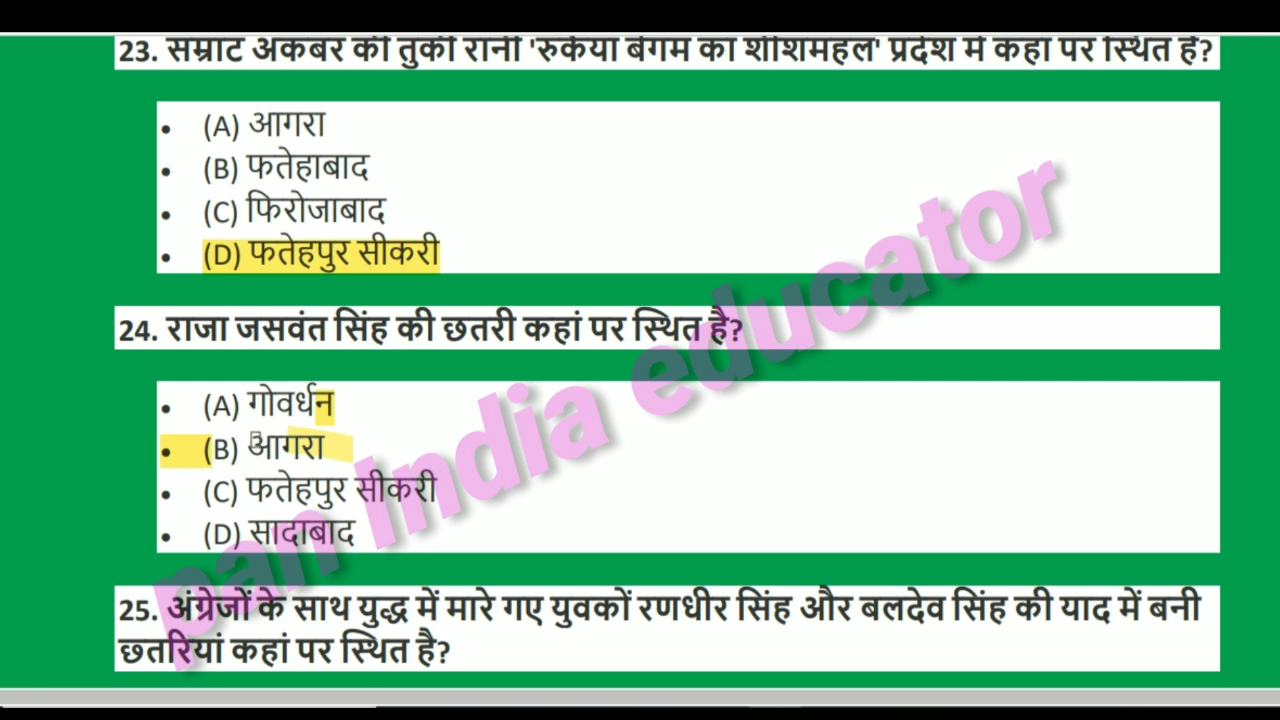 23. सम्राट अकबर की तुर्की रानी 'रुकैया बेगम का शीशमहल' प्रदेश में कहां पर स्थित है?
(A) आगरा
(B) फतेहाबाद
(C) फिरोजाबाद
(D) फतेहपुर सीकरी
24. राजा जसवंत सिंह की छतरी कहां पर स्थित है?
(A) गोवर्धन
(B) आगरा
(C) फतेहपुर सीकरी
(D) सादाबाद
pan India educator
25. अंग्रेजों के साथ युद्ध में मारे गए युवकों रणधीर सिंह और बलदेव सिंह की याद में बनी
छतरियां कहां पर स्थित है?